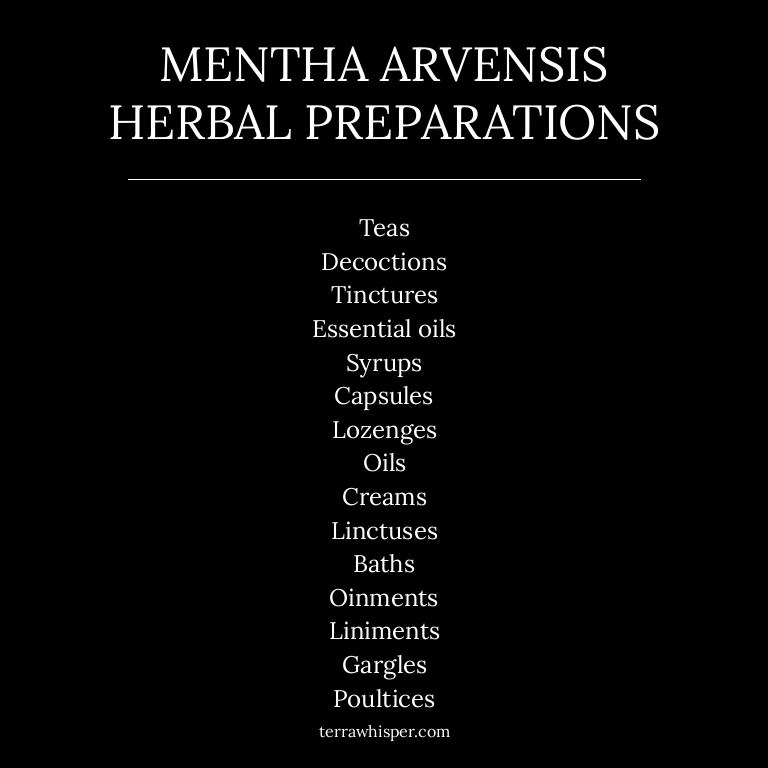 MENTHA ARVENSIS
HERBAL PREPARATIONS
Teas
Decoctions
Tinctures
Essential oils
Syrups
Capsules
Lozenges
Oils
Creams
Linctuses
Baths
Oinments
Liniments
Gargles
Poultices
terrawhisper.com